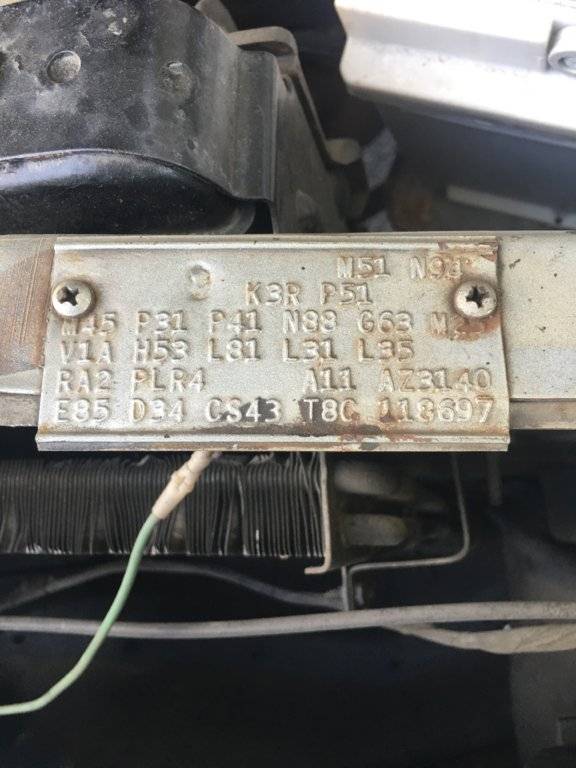 M51
K3R P51
M45 P31 P41 N88 G63
V1A H53 L81 L31 L35
RA2 PLR4 A11 AZ3140
E85 D34 CS43 T8C 118697